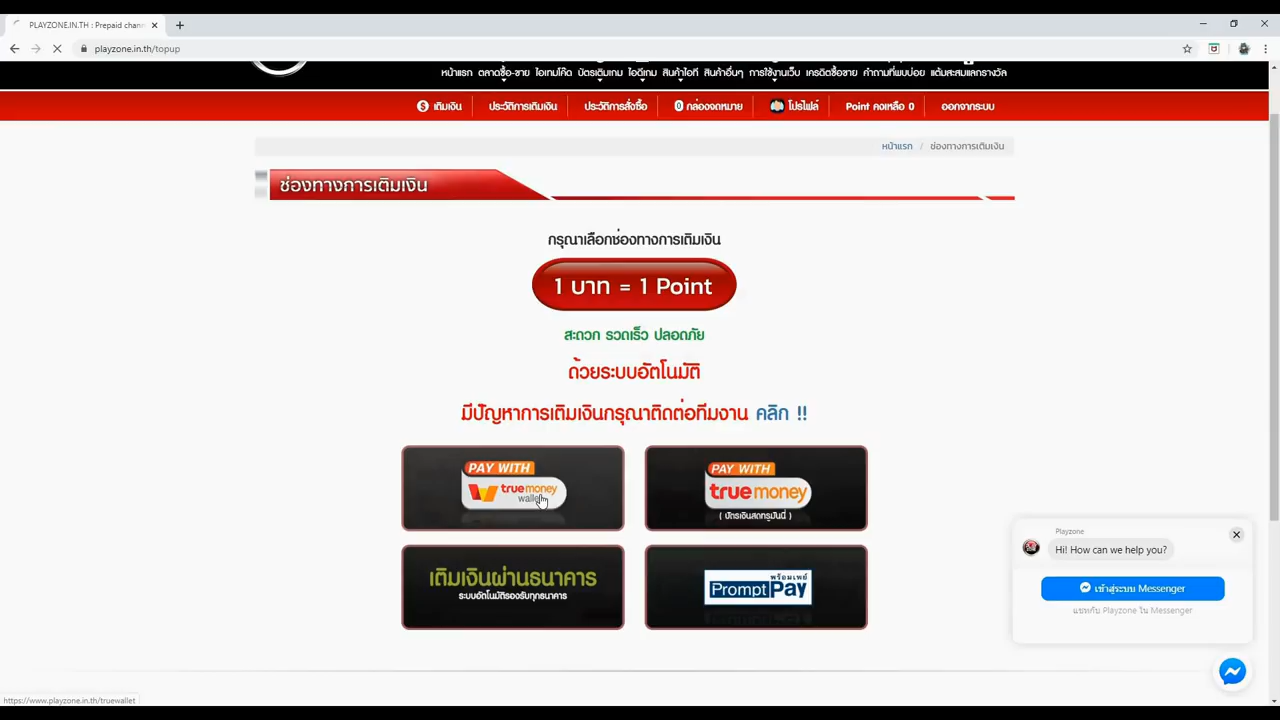 PLAYZONE.IN.TH : Prepaid chann
playzone.in.th/topup
หน้าแรก ตลาดซื้อ-ขาย ไอเทมโค๊ด บัตรเติมเกม ไอดีเกม สินค้าไอที สินค้าอื่นๆ การใช้งานเว็บ เครดิตซื้อขาย คำถามที่พบบ่อย แต้มสะสมแลกรางวัล
เติมเงิน ประวัติการเติมเงิน ประวัติการสั่งซื้อ 0 กล่องจดหมาย โปรไฟล์ Point คงเหลือ 0 ออกจากระบบ
หน้าแรก / ช่องทางการเติมเงิน
ช่องทางการเติมเงิน
กรุณาเลือกช่องทางการเติมเงิน
1 บาท = 1 Point
สะดวก รวดเร็ว ปลอดภัย
ด้วยระบบอัตโนมัติ
มีปัญหาการเติมเงินกรุณาติดต่อทีมงาน คลิก !!
PAY WITH
truemoney
wallet
PAY WITH
truemoney
( บัตรเงินสดทรูมันนี่ )
เติมเงินผ่านธนาคาร
ระบบอัตโนมัติรองรับทุกธนาคาร
พร้อมเพย์
PromptPay
Playzone
Hi! How can we help you?
เข้าสู่ระบบ Messenger
แชทกับ Playzone ใน Messenger
https://www.playzone.in.th/truewallet